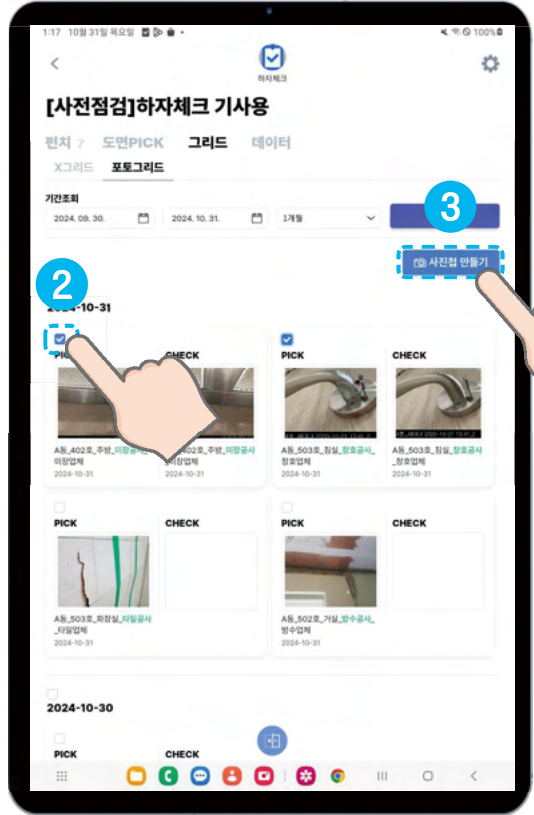 1:17 10월 31일 목요일
100%
하자체크
[사전점검]하자체크 기사용
펀치 7 도면PICK 그리드 데이터
X그리드 포토그리드
기간조회
2024. 09. 30. 2024. 10. 31. 1개월
3
사진첩 만들기
2
2024-10-31
PICK CHECK PICK CHECK
A동_402호_주방_미장공사_ 402호_주방_미장공사 A동_503호_침실_창호공사_ A동_503호_침실_창호공사
미장업체 _미장업체 창호업체 _창호업체
2024-10-31 2024-10-31 2024-10-31 2024-10-31
PICK CHECK PICK CHECK
A동_503호_화장실_타일공사 A동_502호_거실_방수공사_
_타일업체 방수업체
2024-10-31 2024-10-31
2024-10-30
PICK CHECK